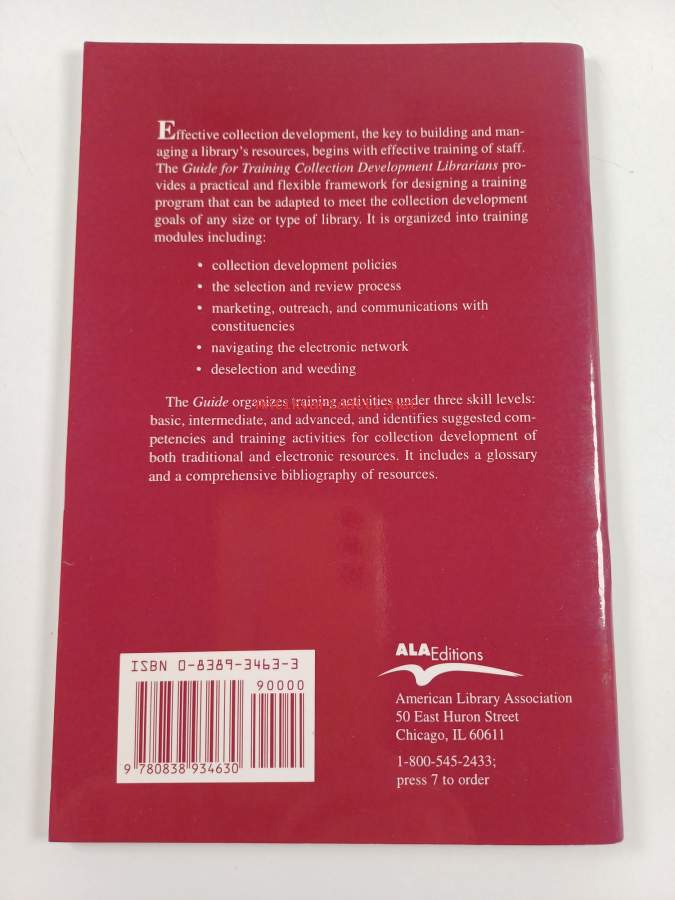 Effective collection development, the key to building and man-
aging a library's resources, begins with effective training of staff.
The Guide for Training Collection Development Librarians pro-
vides a practical and flexible framework for designing a training
program that can be adapted to meet the collection development
goals of any size or type of library. It is organized into training
modules including:
• collection development policies
• the selection and review process
• marketing, outreach, and communications with
constituencies
• navigating the electronic network
• deselection and weeding
The Guide organizes training activities under three skill levels:
basic, intermediate, and advanced, and identifies suggested com-
petencies and training activities for collection development of
both traditional and electronic resources. It includes a glossary
and a comprehensive bibliography of resources.
ISBN 0-8389-3463-3
90000
9 780838 934630
ALAEditions
American Library Association
50 East Huron Street
Chicago, IL 60611
1-800-545-2433;
press 7 to order